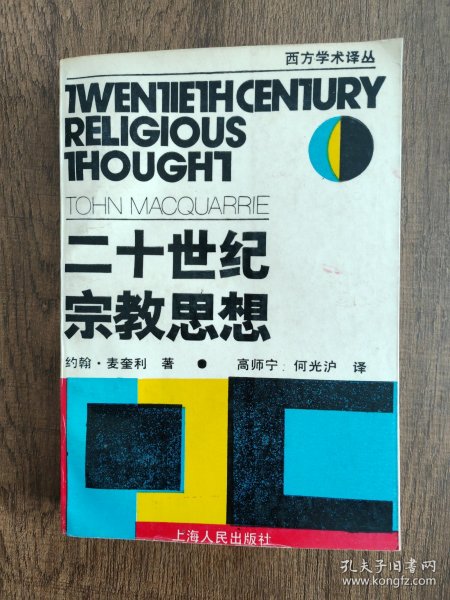 西方学术译丛
TWENTIETH CENTURY
RELIGIOUS
THOUGHT
TOHN MACQUARRIE
二十世纪
宗教思想
约翰·麦奎利 著 ● 高师宁 何光沪 译
上海人民出版社
孔夫子旧书网
www.kongfz.com